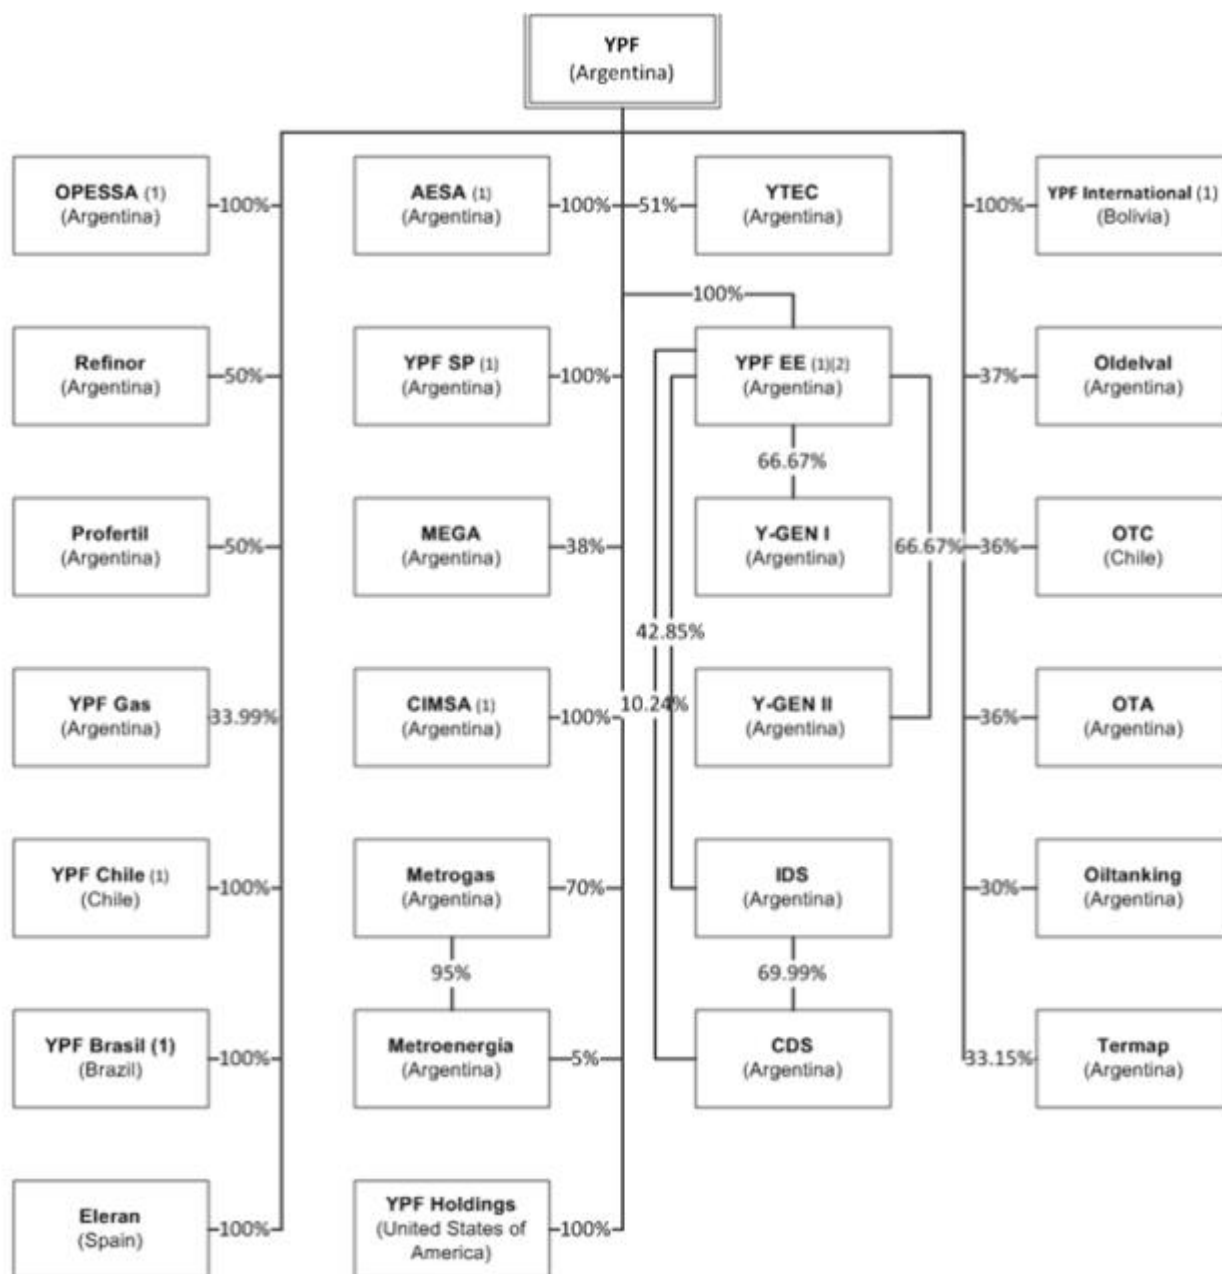 YPF
(Argentina)
OPESSA (1)
(Argentina)
100%
AESA (1)
(Argentina)
100%
51%
YTEC
(Argentina)
100%
YPF International (1)
(Bolivia)
100%
Refinor
(Argentina)
50%
YPF SP (1)
(Argentina)
100%
YPF EE (1)(2)
(Argentina)
37%
Oldelval
(Argentina)
66.67%
Profertil
(Argentina)
50%
MEGA
(Argentina)
38%
Y-GEN I
(Argentina)
66.67%
36%
OTC
(Chile)
42.85%
YPF Gas
(Argentina)
33.99%
CIMSA (1)
(Argentina)
100%
10.24%
Y-GEN II
(Argentina)
36%
OTA
(Argentina)
YPF Chile (1)
(Chile)
100%
Metrogas
(Argentina)
70%
IDS
(Argentina)
30%
Oiltanking
(Argentina)
95%
69.99%
YPF Brasil (1)
(Brazil)
100%
Metroenergía
(Argentina)
5%
CDS
(Argentina)
33.15%
Termap
(Argentina)
Eleran
(Spain)
100%
YPF Holdings
(United States of
America)
100%